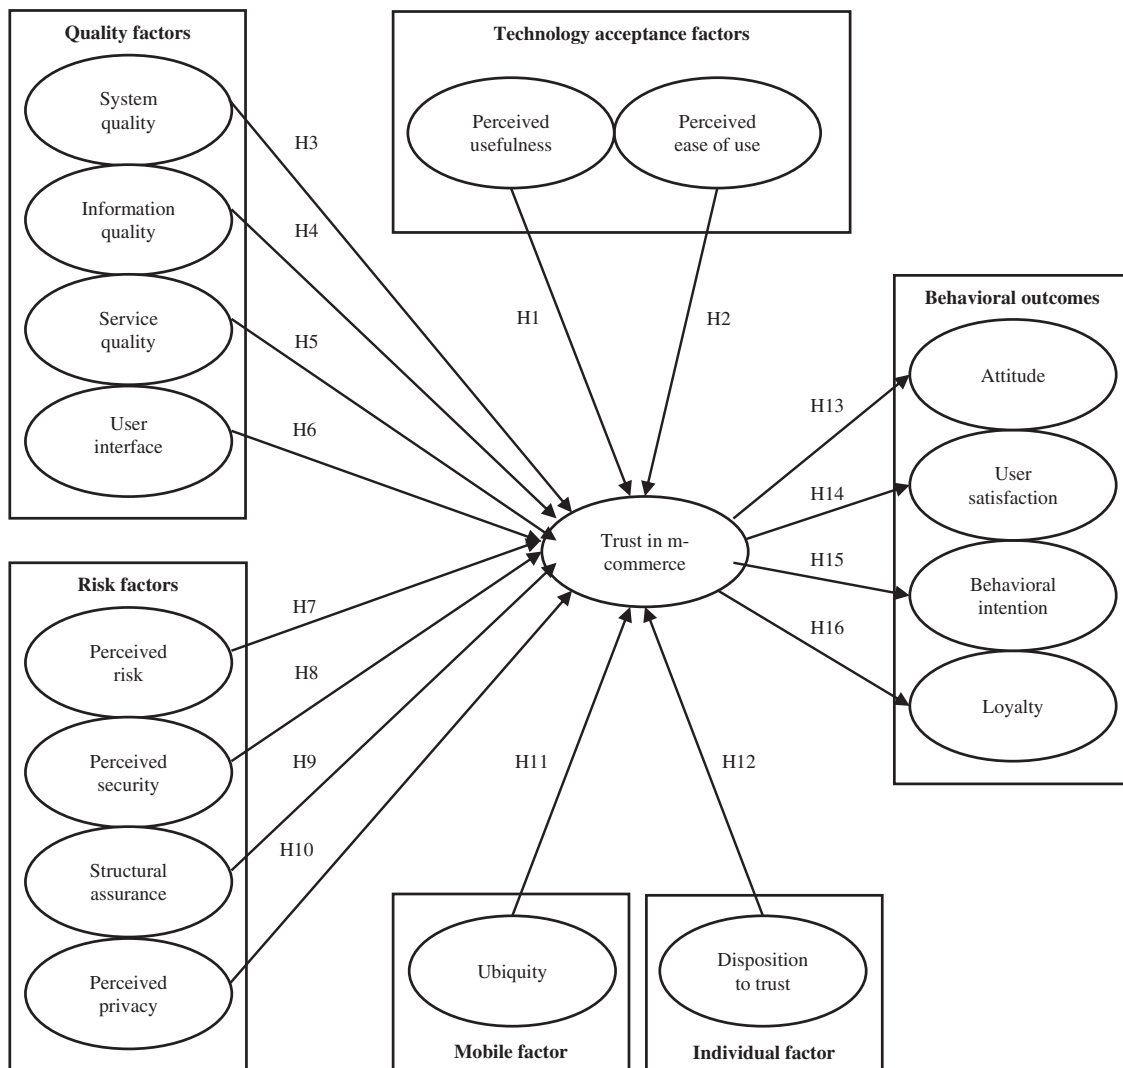 Quality factors
System
quality
Information
quality
Service
quality
User
interface
H3
H4
H5
H6
Technology acceptance factors
Perceived
usefulness
Perceived
ease of use
H1
H2
Trust in m-
commerce
Behavioral outcomes
Attitude
User
satisfaction
Behavioral
intention
Loyalty
H13
H14
H15
H16
Risk factors
Perceived
risk
Perceived
security
Structural
assurance
Perceived
privacy
H7
H8
H9
H10
H11
H12
Ubiquity
Mobile factor
Disposition
to trust
Individual factor